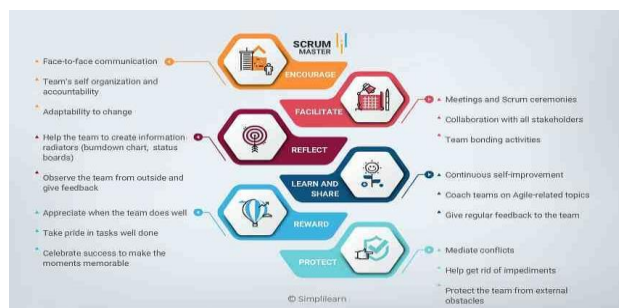 SCRUM
MASTER
Face-to-face communication
Team's self organization and
accountability
Adaptability to change
ENCOURAGE
FACILITATE
Meetings and Scrum ceremonies
Collaboration with all stakeholders
Team bonding activities
Help the team to create information
radiators (burndown chart, status
boards)
Observe the team from outside and
give feedback
REFLECT
LEARN AND
SHARE
Continuous self-improvement
Coach teams on Agile-related topics
Give regular feedback to the team
Appreciate when the team does well
Take pride in tasks well done
Celebrate success to make the
moments memorable
REWARD
PROTECT
Mediate conflicts
Help get rid of impediments
Protect the team from external
obstacles
© Simplilearn